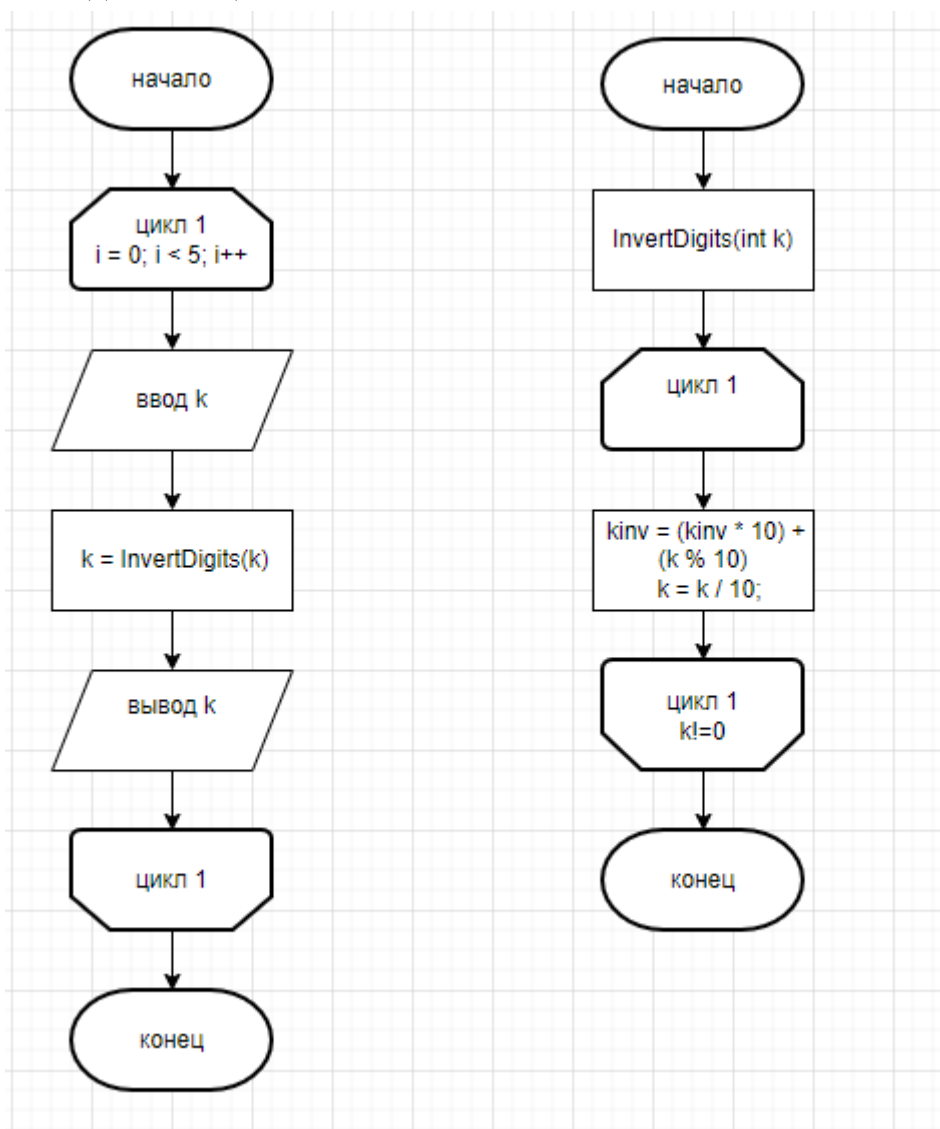 начало
цикл 1
i = 0; i < 5; i++
ввод k
k = InvertDigits(k)
вывод k
цикл 1
конец
начало
InvertDigits(int k)
цикл 1
kinv = (kinv * 10) +
(k % 10)
k = k / 10;
цикл 1
k!=0
конец